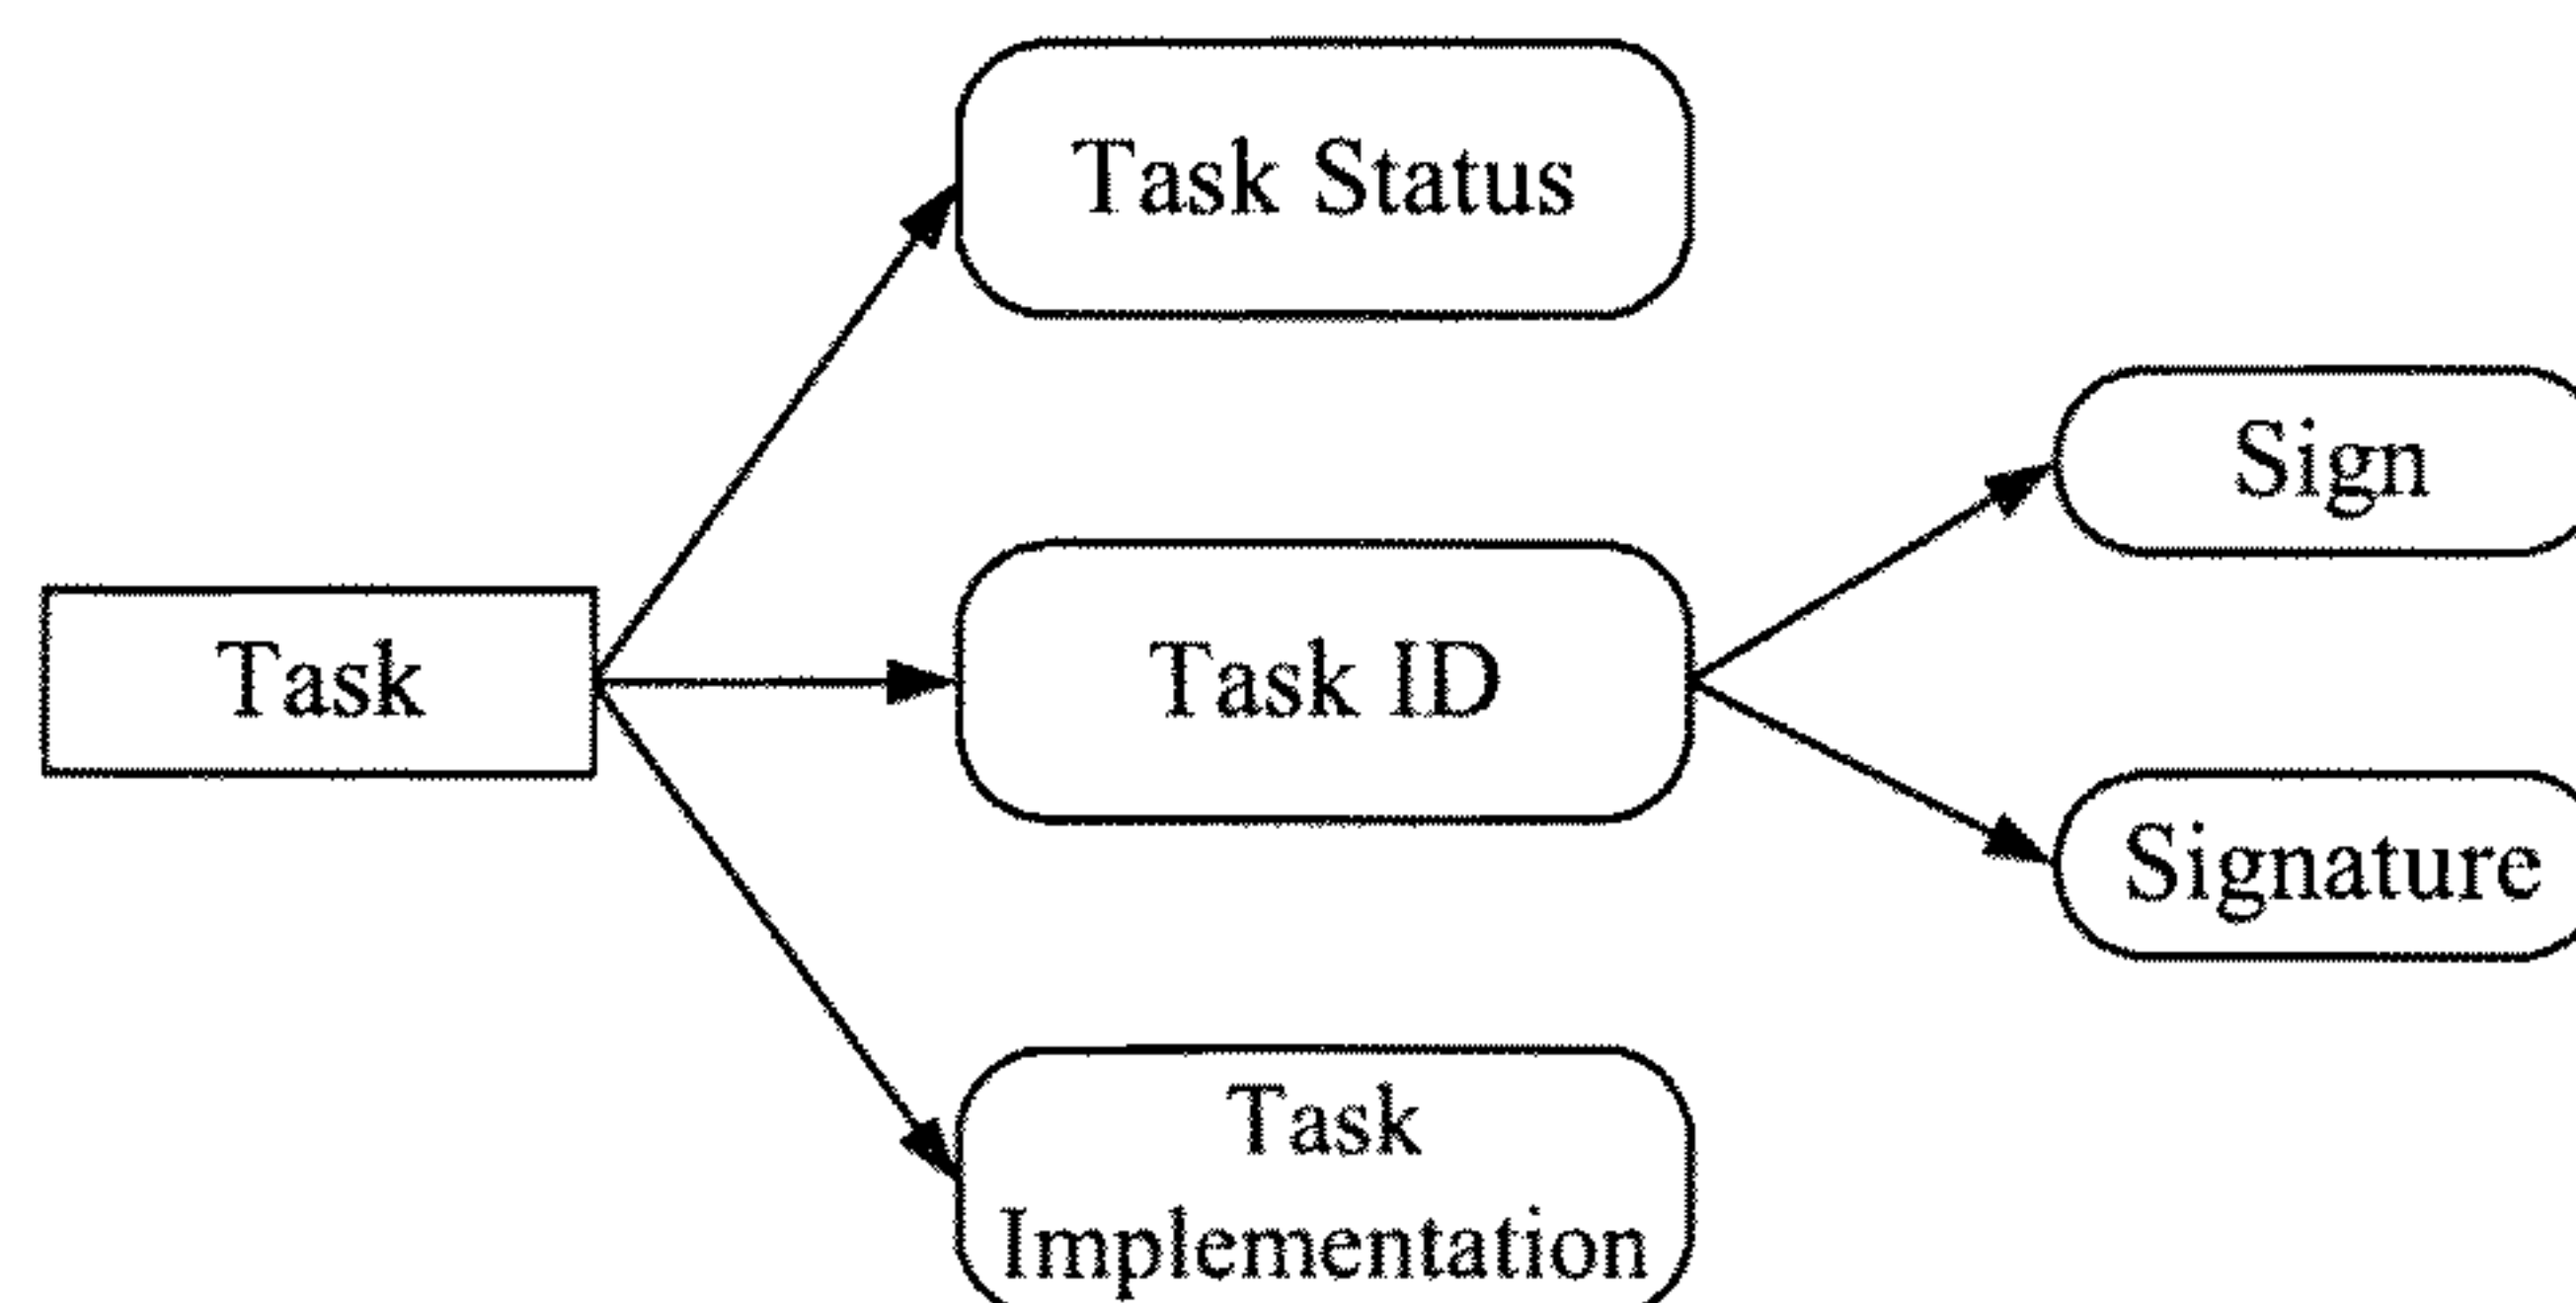 Task Status
Sign
Task
Task ID
Signature
Task
Implementation